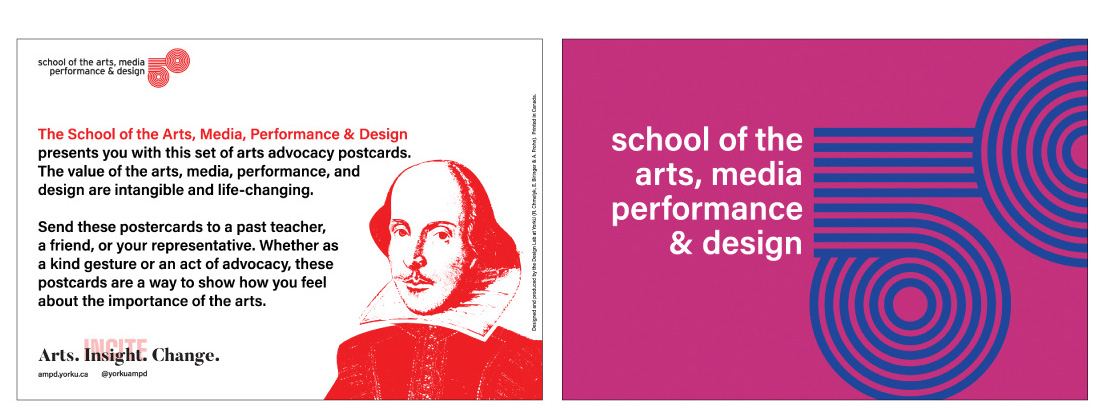 school of the arts, media
performance & design
The School of the Arts, Media, Performance & Design
presents you with this set of arts advocacy postcards.
The value of the arts, media, performance, and
design are intangible and life-changing.
Send these postercards to a past teacher,
a friend, or your representative. Whether as
a kind gesture or an act of advocacy, these
postcards are a way to show how you feel
about the importance of the arts.
INCITE
Arts. Insight. Change.
ampd.yorku.ca @yorkuampd
Designed and produced by the Design Lab at YorkU
Printed in Canada.
school of the
arts, media
performance
& design